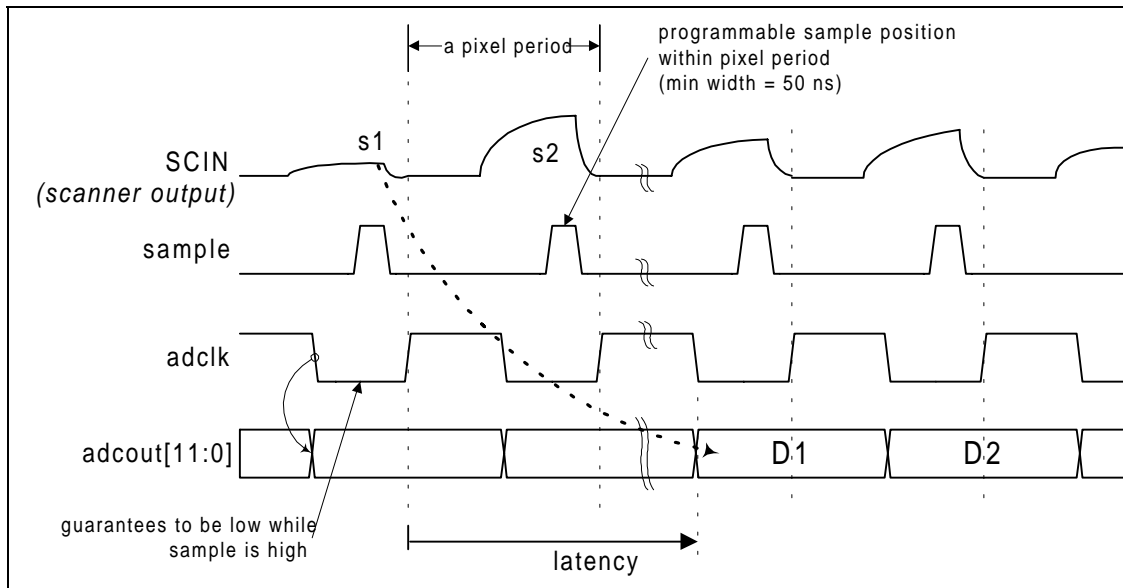 a pixel period
programmable sample position
within pixel period
(min width = 50 ns)
s1
s2
SCIN
(scanner output)
sample
adclk
adcout[11:0]
D1
D2
guarantees to be low while
sample is high
latency